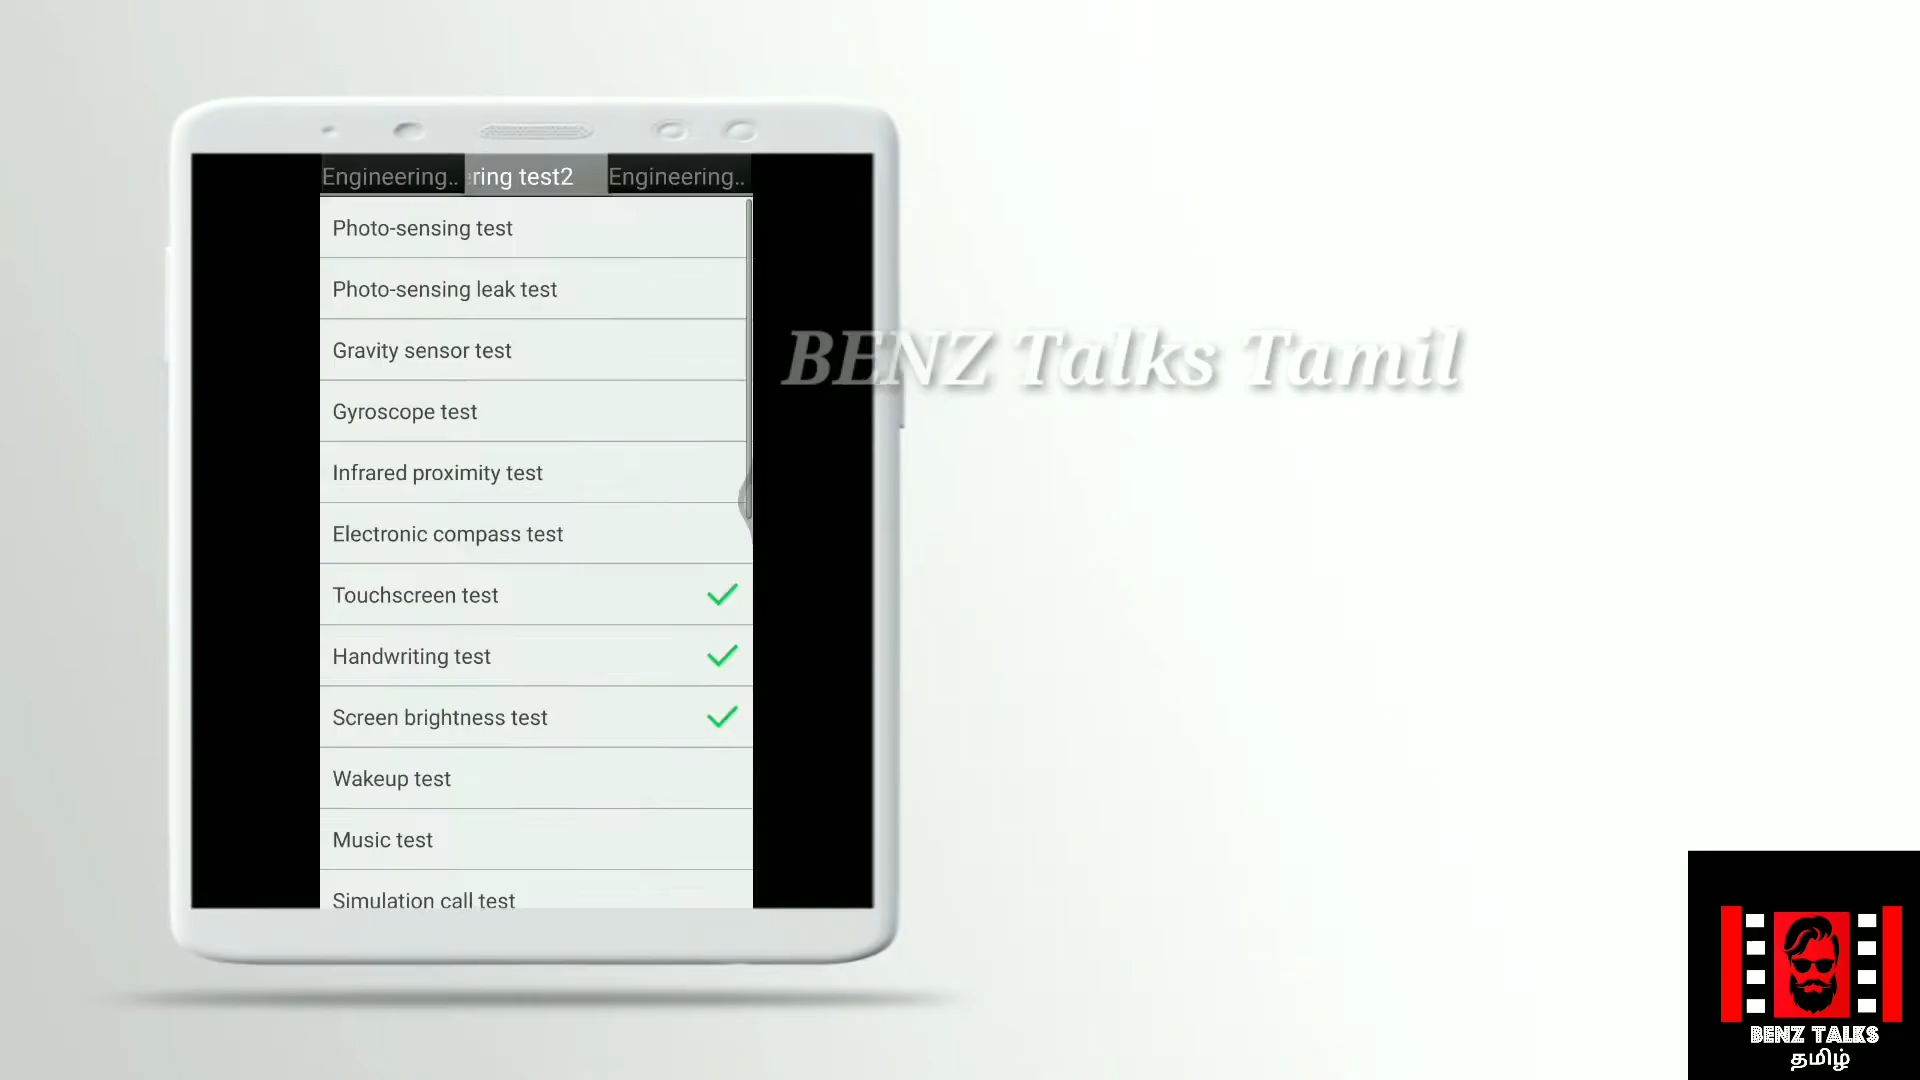 Engineering.. ring test2 Engineering..
Photo-sensing test
Photo-sensing leak test
Gravity sensor test
Gyroscope test
Infrared proximity test
Electronic compass test
Touchscreen test
Handwriting test
Screen brightness test
Wakeup test
Music test
Simulation call test
BENZ Talks Tamil
BENZ TALKS
தமிழ்